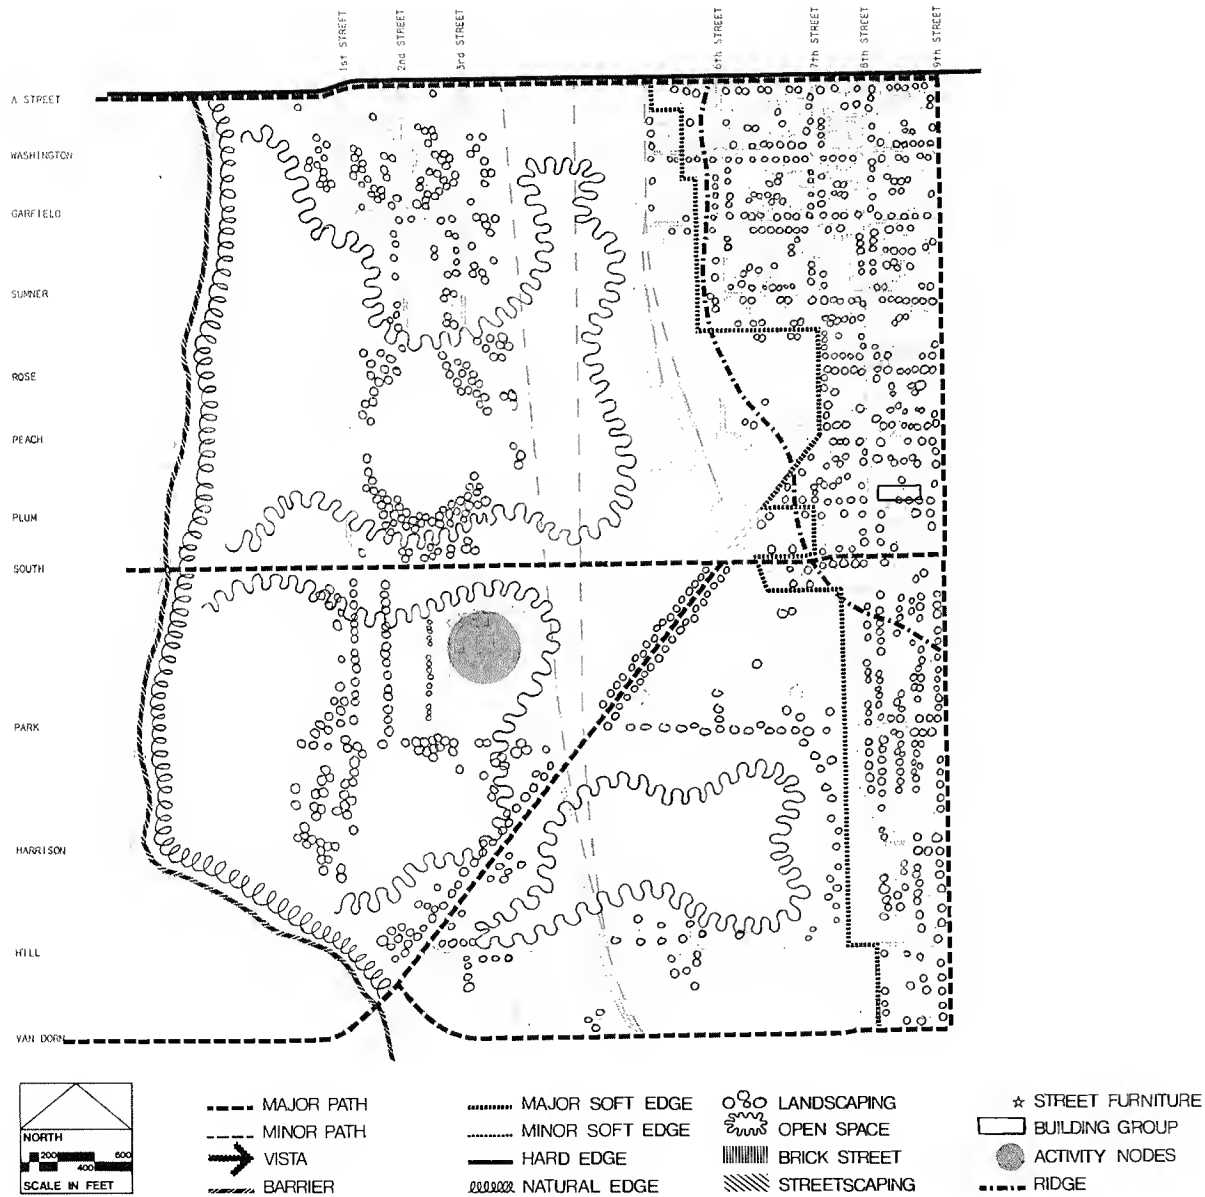 1st STREET
2nd STREET
3rd STREET
6th STREET
7th STREET
8th STREET
9th STREET
A STREET
WASHINGTON
GARFIELD
SUMNER
ROSE
PEACH
PLUM
SOUTH
PARK
HARRISON
HILL
VAN DORN
NORTH
200 600
400
SCALE IN FEET
MAJOR PATH
MINOR PATH
VISTA
BARRIER
MAJOR SOFT EDGE
MINOR SOFT EDGE
HARD EDGE
NATURAL EDGE
LANDSCAPING
OPEN SPACE
BRICK STREET
STREETSCAPING
STREET FURNITURE
BUILDING GROUP
ACTIVITY NODES
RIDGE